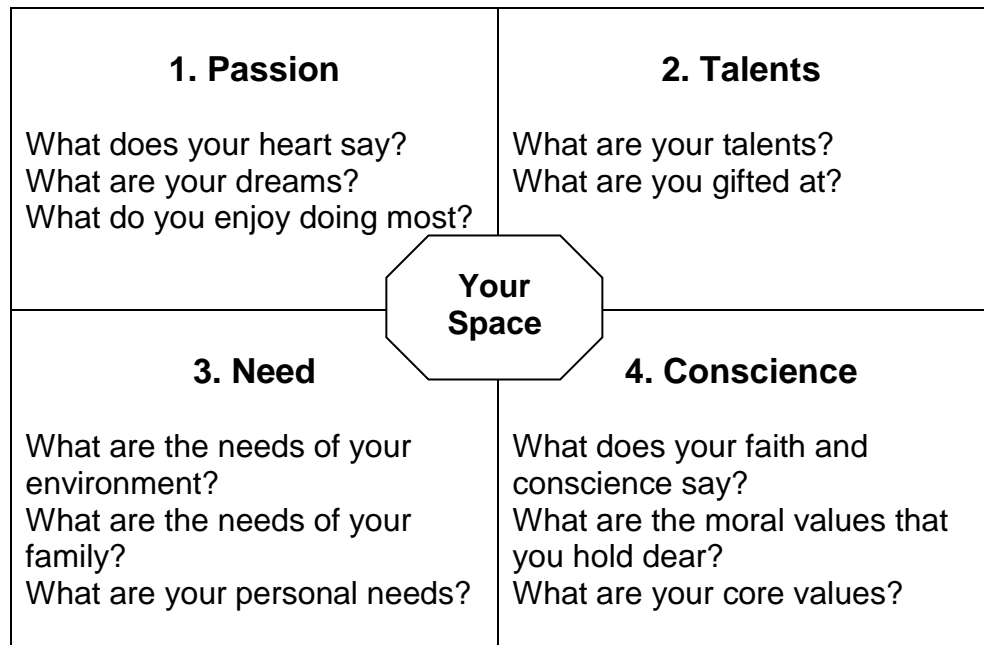 1. Passion
What does your heart say?
What are your dreams?
What do you enjoy doing most?
2. Talents
What are your talents?
What are you gifted at?
Your
Space
3. Need
What are the needs of your
environment?
What are the needs of your
family?
What are your personal needs?
4. Conscience
What does your faith and
conscience say?
What are the moral values that
you hold dear?
What are your core values?